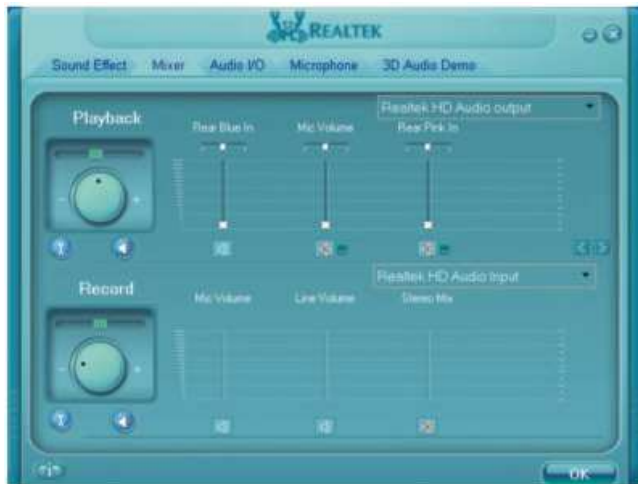 REALTEK
Sound Effect Mixer Audio I/O Microphone 3D Audio Demo
Realtek HD Audio output
Playback
Rear Blue In Mic Volume Rear Pink In
Realtek HD Audio Input
Record
Mic Volume Line Volume Stereo Mix
OK